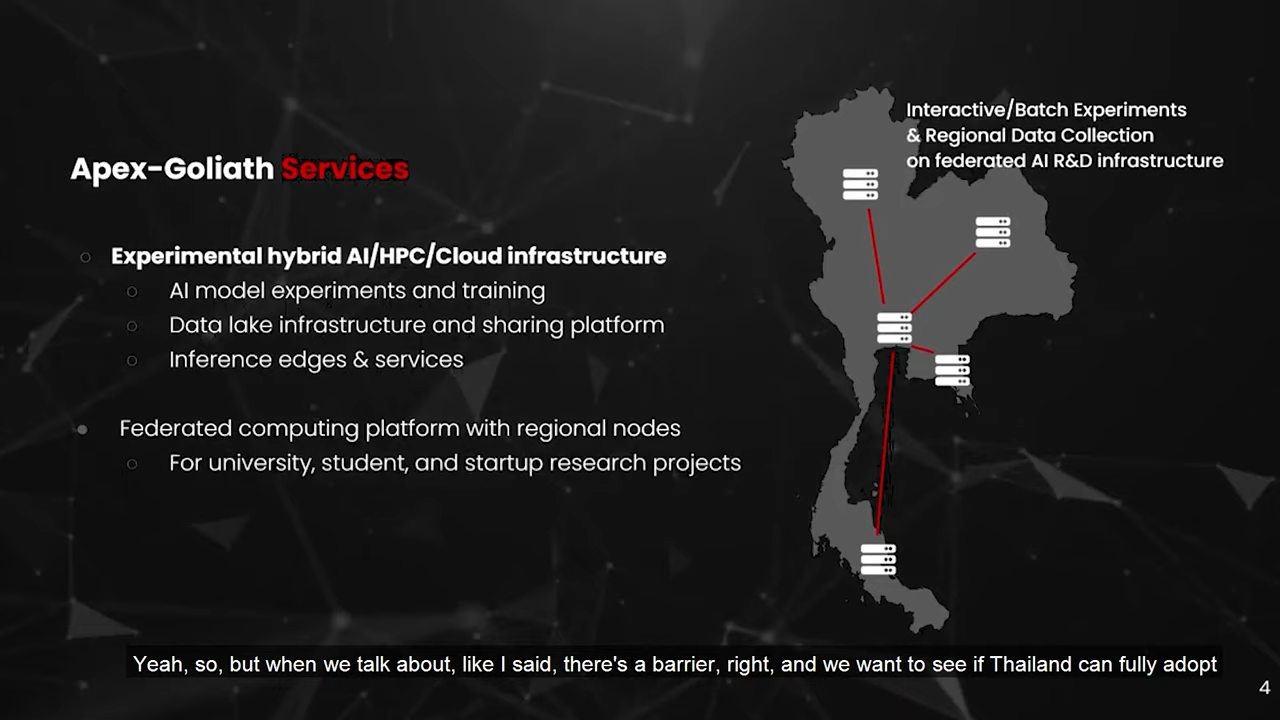 Apex-Goliath Services
Experimental hybrid AI/HPC/Cloud infrastructure
AI model experiments and training
Data lake infrastructure and sharing platform
Inference edges & services
Federated computing platform with regional nodes
For university, student, and startup research projects
Interactive/Batch Experiments
& Regional Data Collection
on federated AI R&D infrastructure
Yeah, so, but when we talk about, like I said, there's a barrier, right, and we want to see if Thailand can fully adopt
4